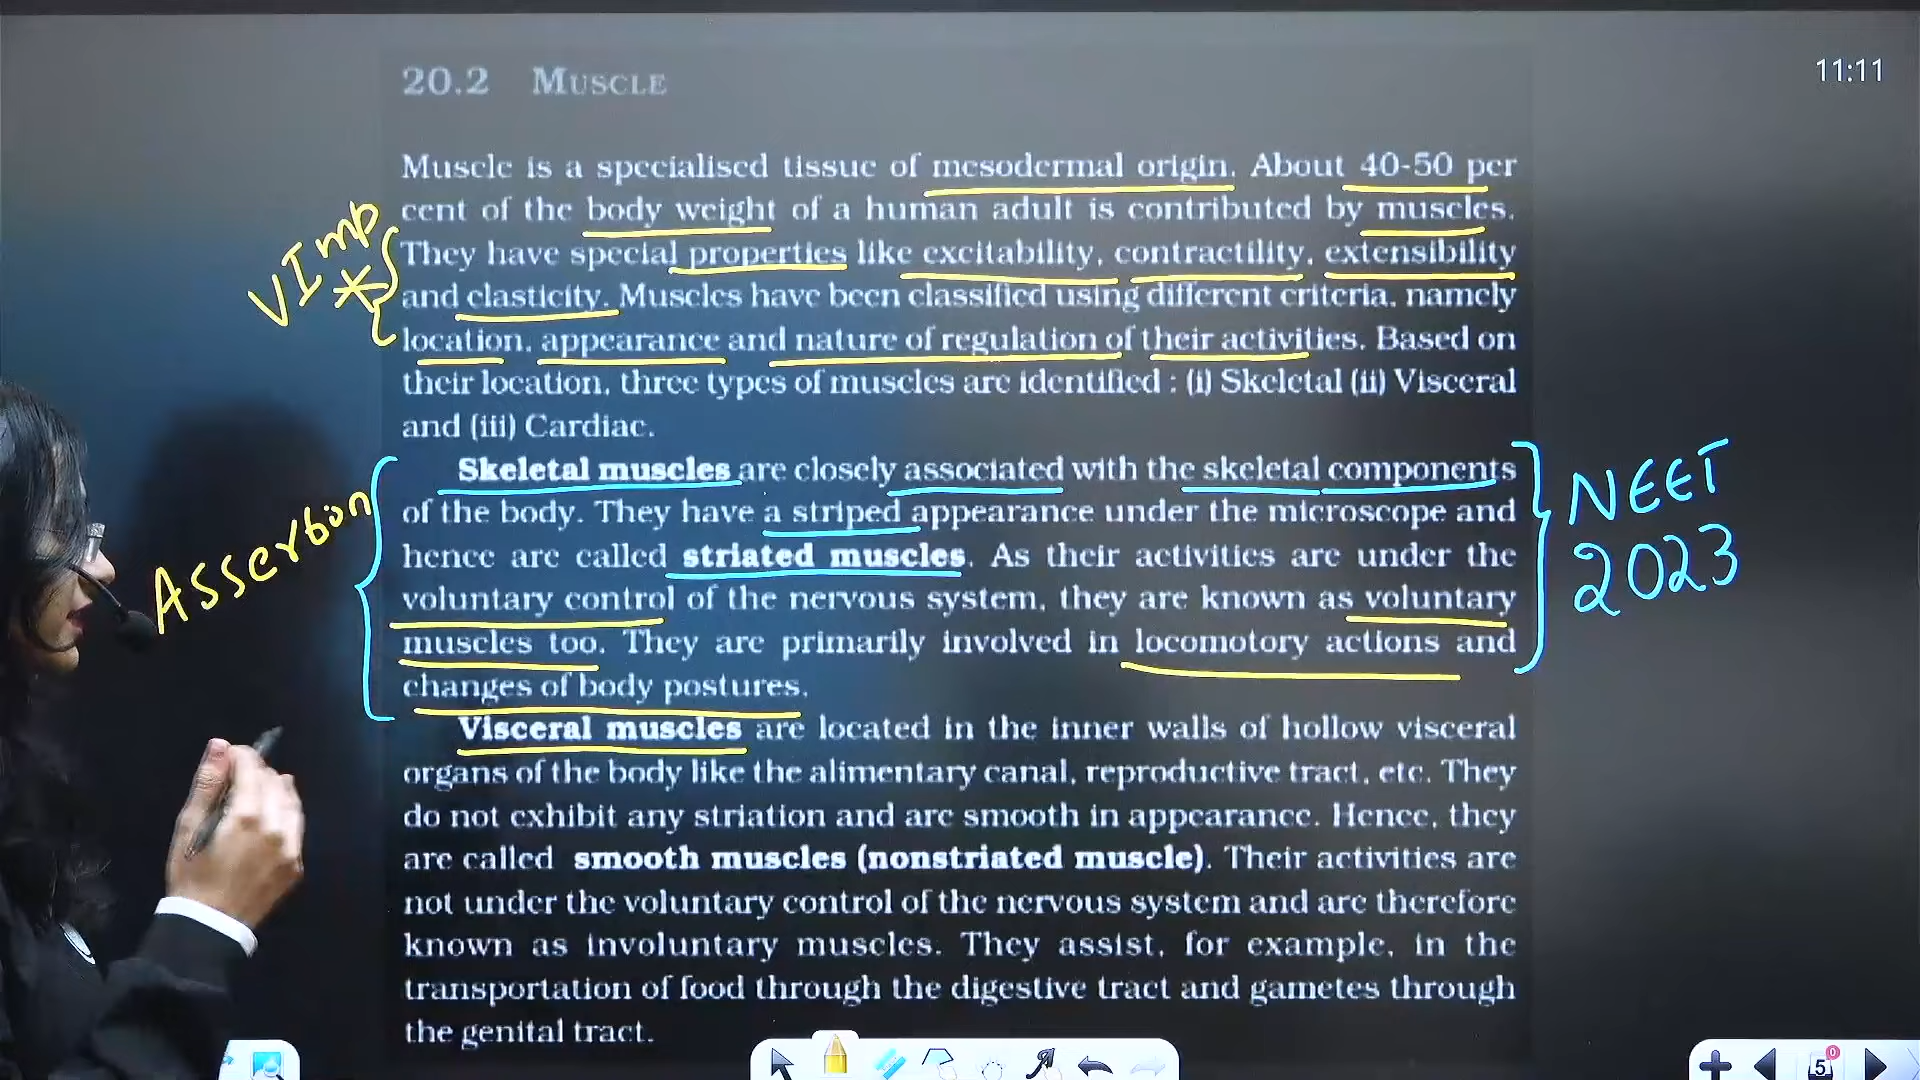 20.2 MUSCLE
11:11
Muscle is a specialised tissue of mesodermal origin. About 40-50 per
cent of the body weight of a human adult is contributed by muscles.
They have special properties like excitability, contractility, extensibility
and elasticity. Muscles have been classified using different criteria, namely
location, appearance and nature of regulation of their activities. Based on
their location, three types of muscles are identified : (i) Skeletal (ii) Visceral
and (iii) Cardiac.
VImp
Skeletal muscles are closely associated with the skeletal components
of the body. They have a striped appearance under the microscope and
hence are called striated muscles. As their activities are under the
voluntary control of the nervous system, they are known as voluntary
muscles too. They are primarily involved in locomotory actions and
changes of body postures.
Assertion
NEET
2023
Visceral muscles are located in the inner walls of hollow visceral
organs of the body like the alimentary canal, reproductive tract, etc. They
do not exhibit any striation and are smooth in appearance. Hence, they
are called smooth muscles (nonstriated muscle). Their activities are
not under the voluntary control of the nervous system and are therefore
known as involuntary muscles. They assist, for example, in the
transportation of food through the digestive tract and gametes through
the genital tract.
5
0